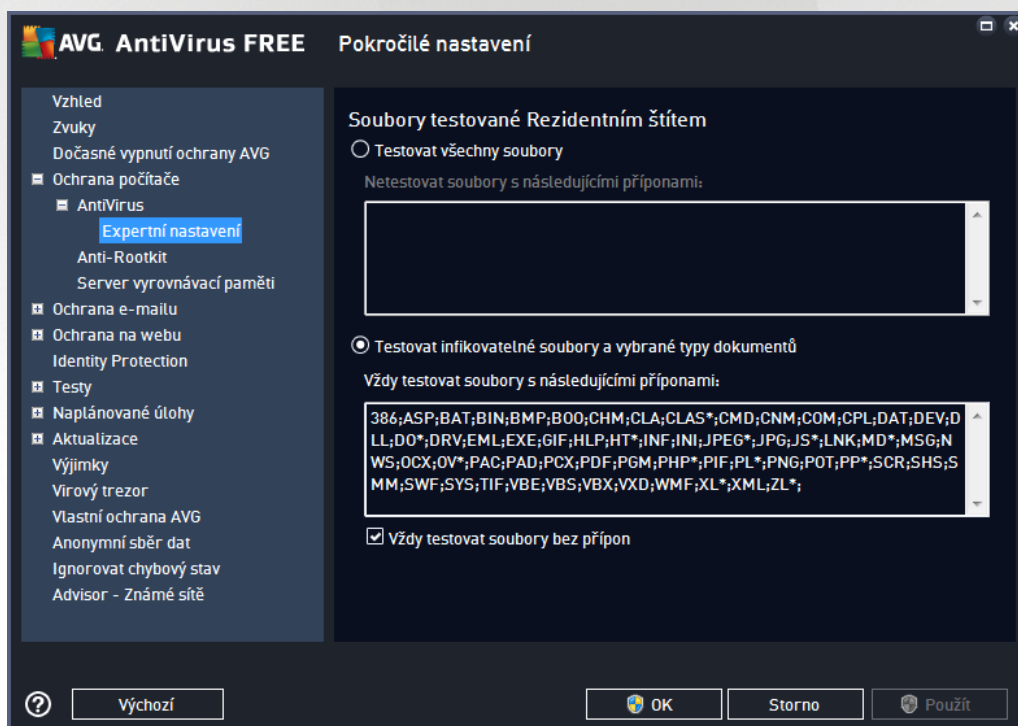 AVG. AntiVirus FREE Pokročilé nastavení
Vzhled
Zvuky
Dočasné vypnutí ochrany AVG
Ochrana počítače
AntiVirus
Expertní nastavení
Anti-Rootkit
Server vyrovnávací paměti
Ochrana e-mailu
Ochrana na webu
Identity Protection
Testy
Naplánované úlohy
Aktualizace
Výjimky
Virový trezor
Vlastní ochrana AVG
Anonymní sběr dat
Ignorovat chybový stav
Advisor - Známé sítě
Soubory testované Rezidentním štítem
Testovat všechny soubory
Netestovat soubory s následujícími příponami:
Testovat infikovatelné soubory a vybrané typy dokumentů
Vždy testovat soubory s následujícími příponami:
386;ASP;BAT;BIN;BMP;BOO;CHM;CLA;CLAS*;CMD;CNM;COM;CPL;DAT;DEV;D
LL;DO*;DRV;EML;EXE;GIF;HLP;HT*;INF;INI;JPEG*;JPG;JS*;LNK;MD*;MSG;N
WS;OCX;OV*;PAC;PAD;PCX;PDF;PGM;PHP*;PIF;PL*;PNG;POT;PP*;SCR;SHS;S
MM;SWF;SYS;TIF;VBE;VBS;VBX;VXD;WMF;XL*;XML;ZL*;
Vždy testovat soubory bez přípon
? Výchozí OK Storno Použít